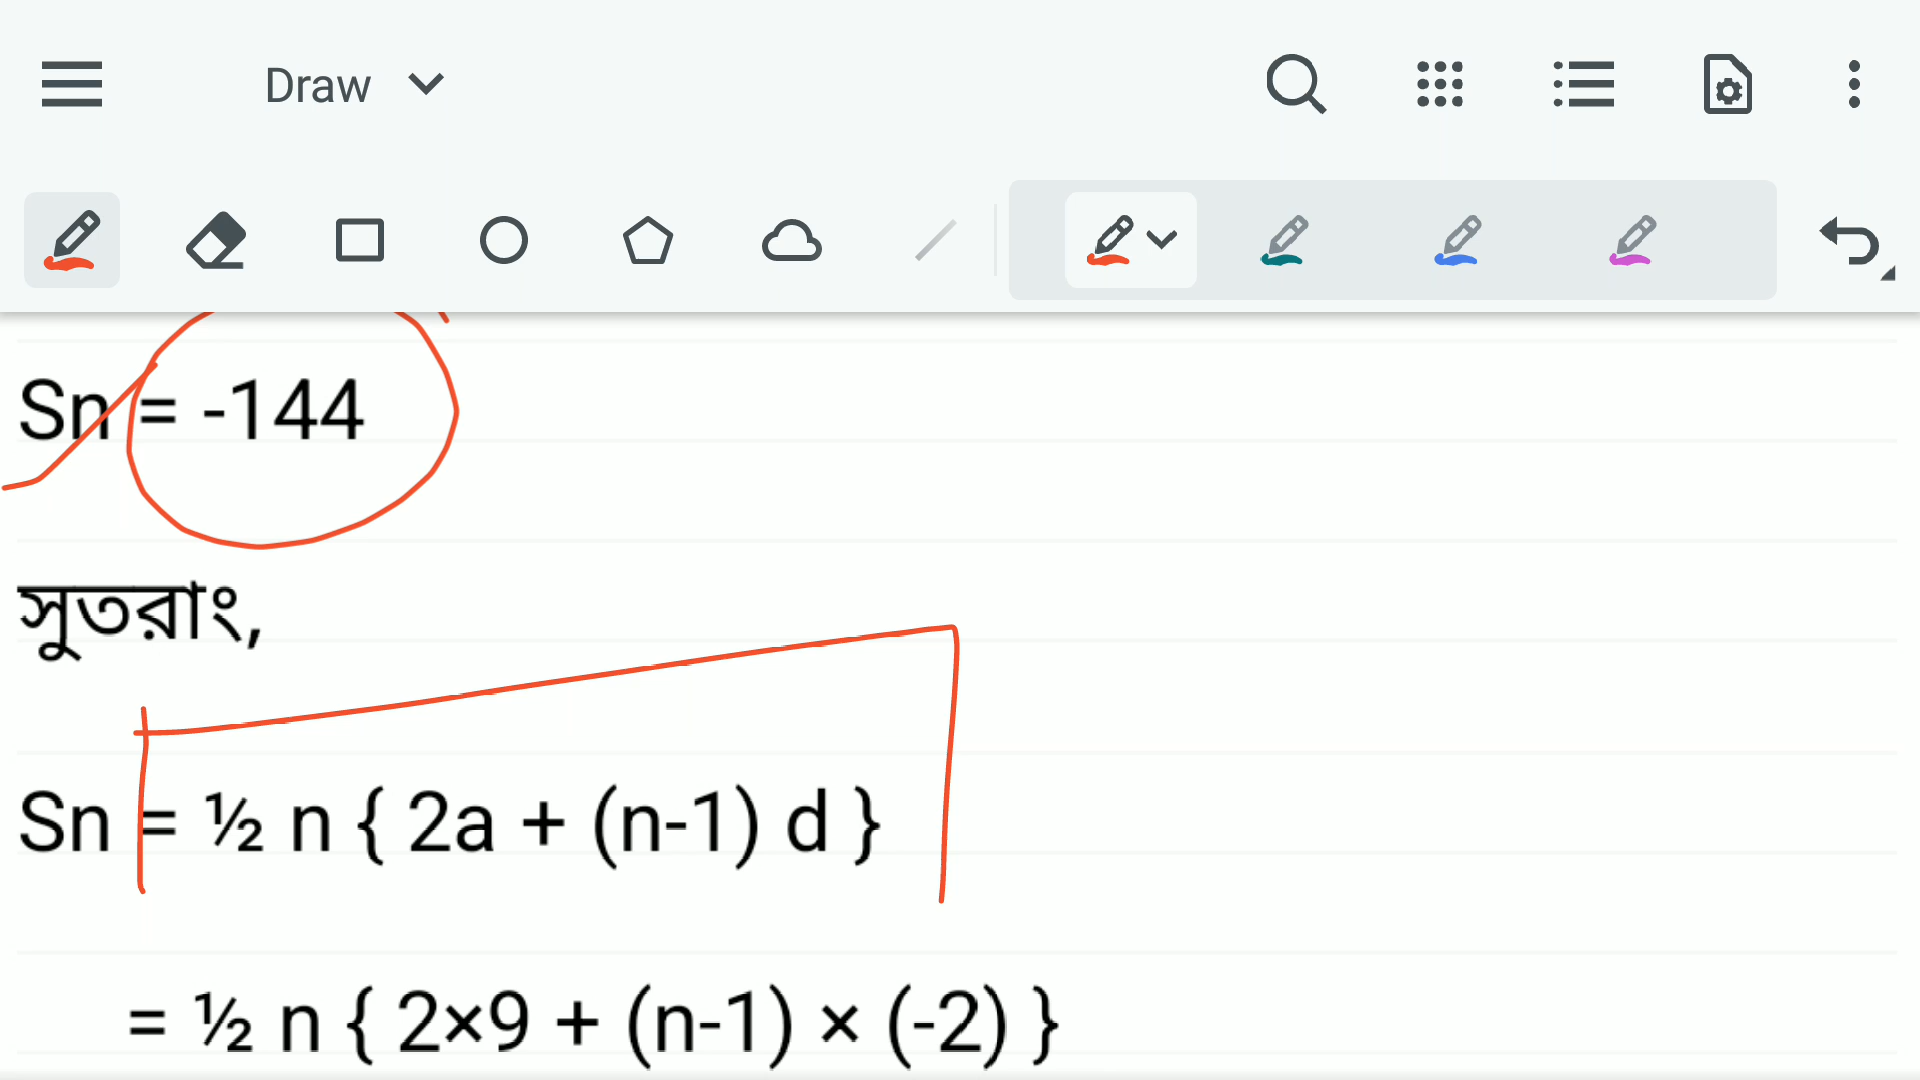 Draw
Sn = -144
সুতরাং,
Sn = ½ n { 2a + (n-1) d }
= ½ n { 2×9 + (n-1) × (-2) }